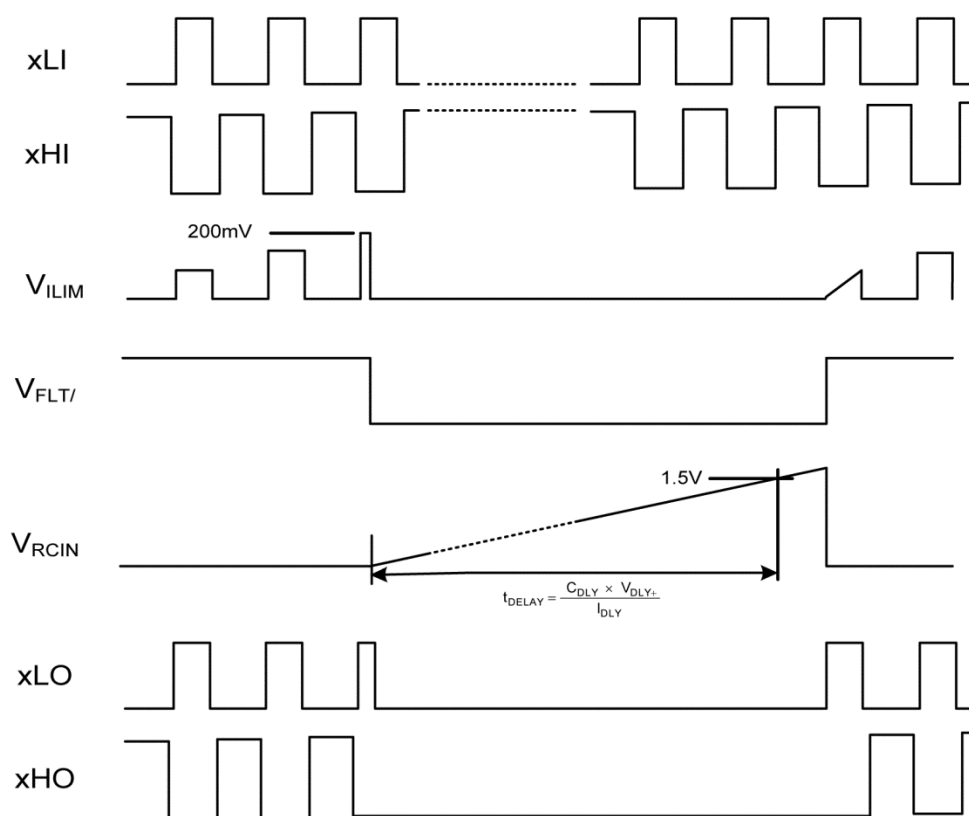 xLI
xHI
200mV
VILIM
VFLT/
1.5V
VRCIN
tDELAY = CDLY × VDLY+ / IDLY
xLO
xHO